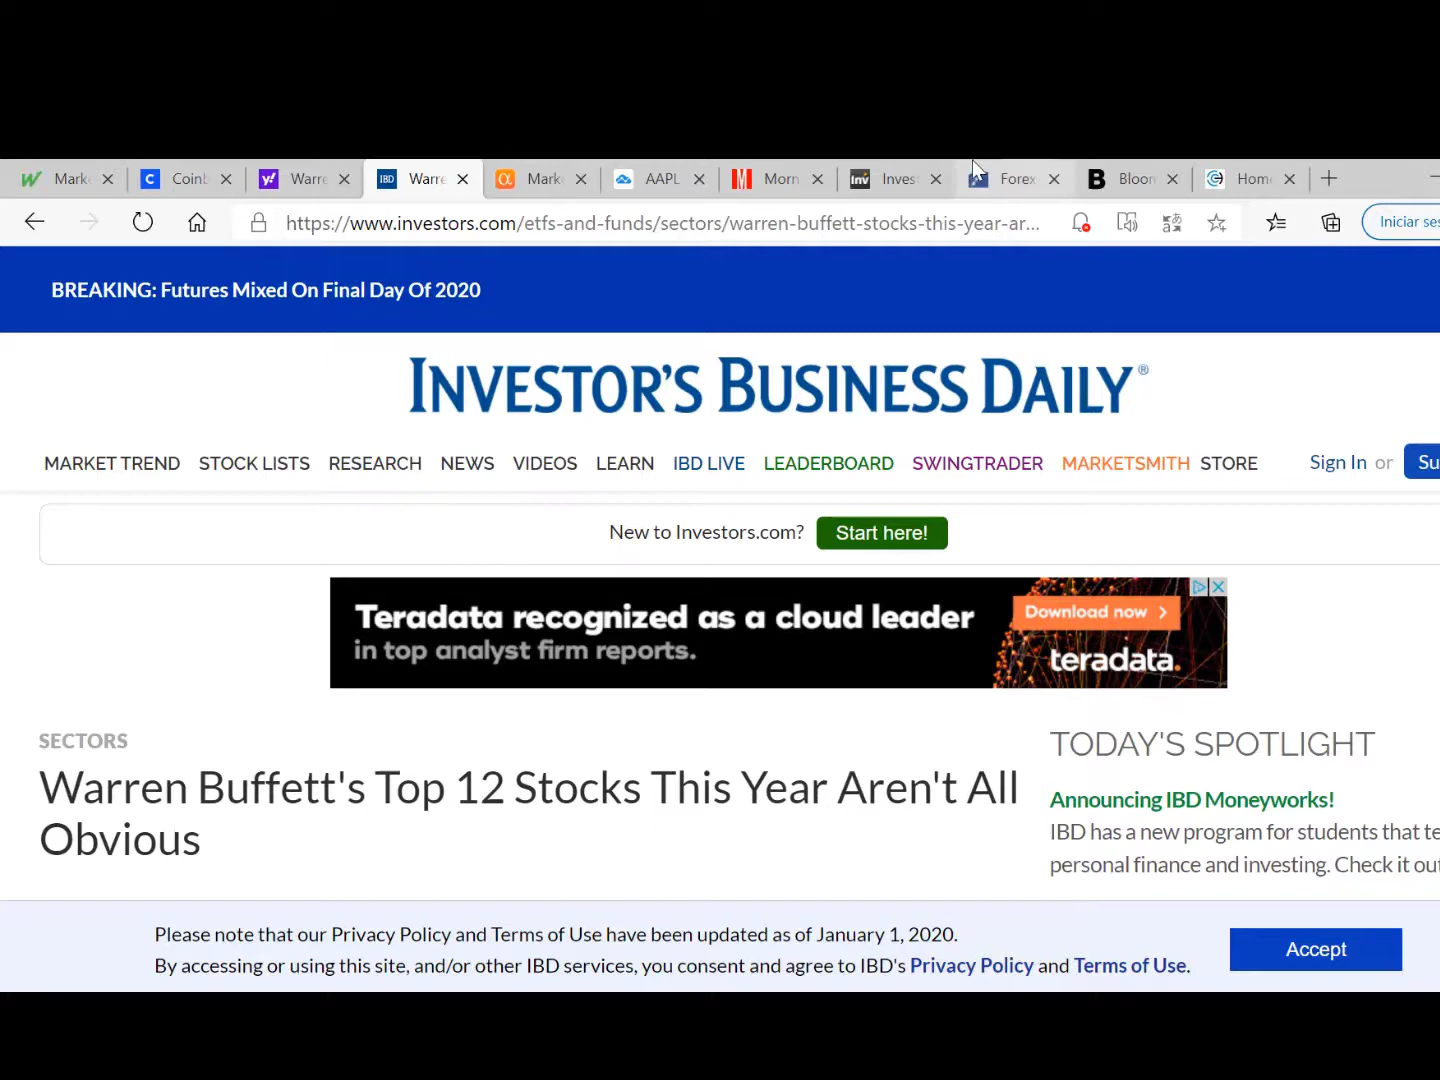 Mark
Coinb
Warre
IBD Warre
Mark
AAPL
Morn
Inv Inves
Forex
B Bloon
Hom
https://www.investors.com/etfs-and-funds/sectors/warren-buffett-stocks-this-year-ar...
Iniciar ses
BREAKING: Futures Mixed On Final Day Of 2020
INVESTOR'S BUSINESS DAILY®
MARKET TREND STOCK LISTS RESEARCH NEWS VIDEOS LEARN IBD LIVE LEADERBOARD SWINGTRADER MARKETSMITH STORE Sign In or Su
New to Investors.com? Start here!
Teradata recognized as a cloud leader
in top analyst firm reports.
Download now >
teradata.
SECTORS
Warren Buffett's Top 12 Stocks This Year Aren't All
Obvious
TODAY'S SPOTLIGHT
Announcing IBD Moneyworks!
IBD has a new program for students that te
personal finance and investing. Check it out
Please note that our Privacy Policy and Terms of Use have been updated as of January 1, 2020.
By accessing or using this site, and/or other IBD services, you consent and agree to IBD's Privacy Policy and Terms of Use.
Accept